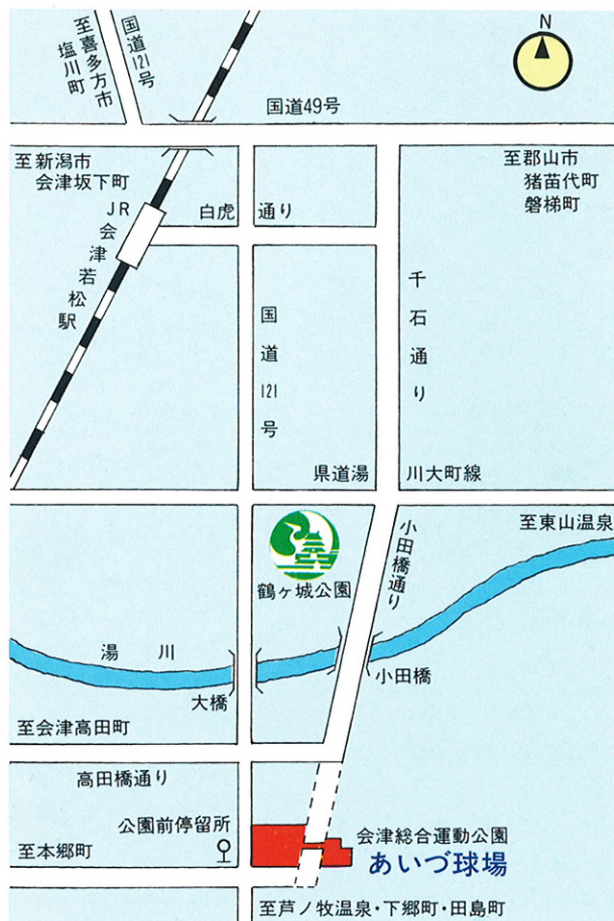 至喜多方市
塩川町
国道121号
N
国道49号
至新潟市
会津坂下町
至郡山市
猪苗代町
磐梯町
JR会津若松駅
白虎通り
国道121号
千石通り
県道湯川大町線
鶴ヶ城公園
小田橋通り
至東山温泉
湯川
大橋
小田橋
至会津高田町
高田橋通り
公園前停留所
至本郷町
会津総合運動公園
あいづ球場
至芦ノ牧温泉・下郷町・田島町